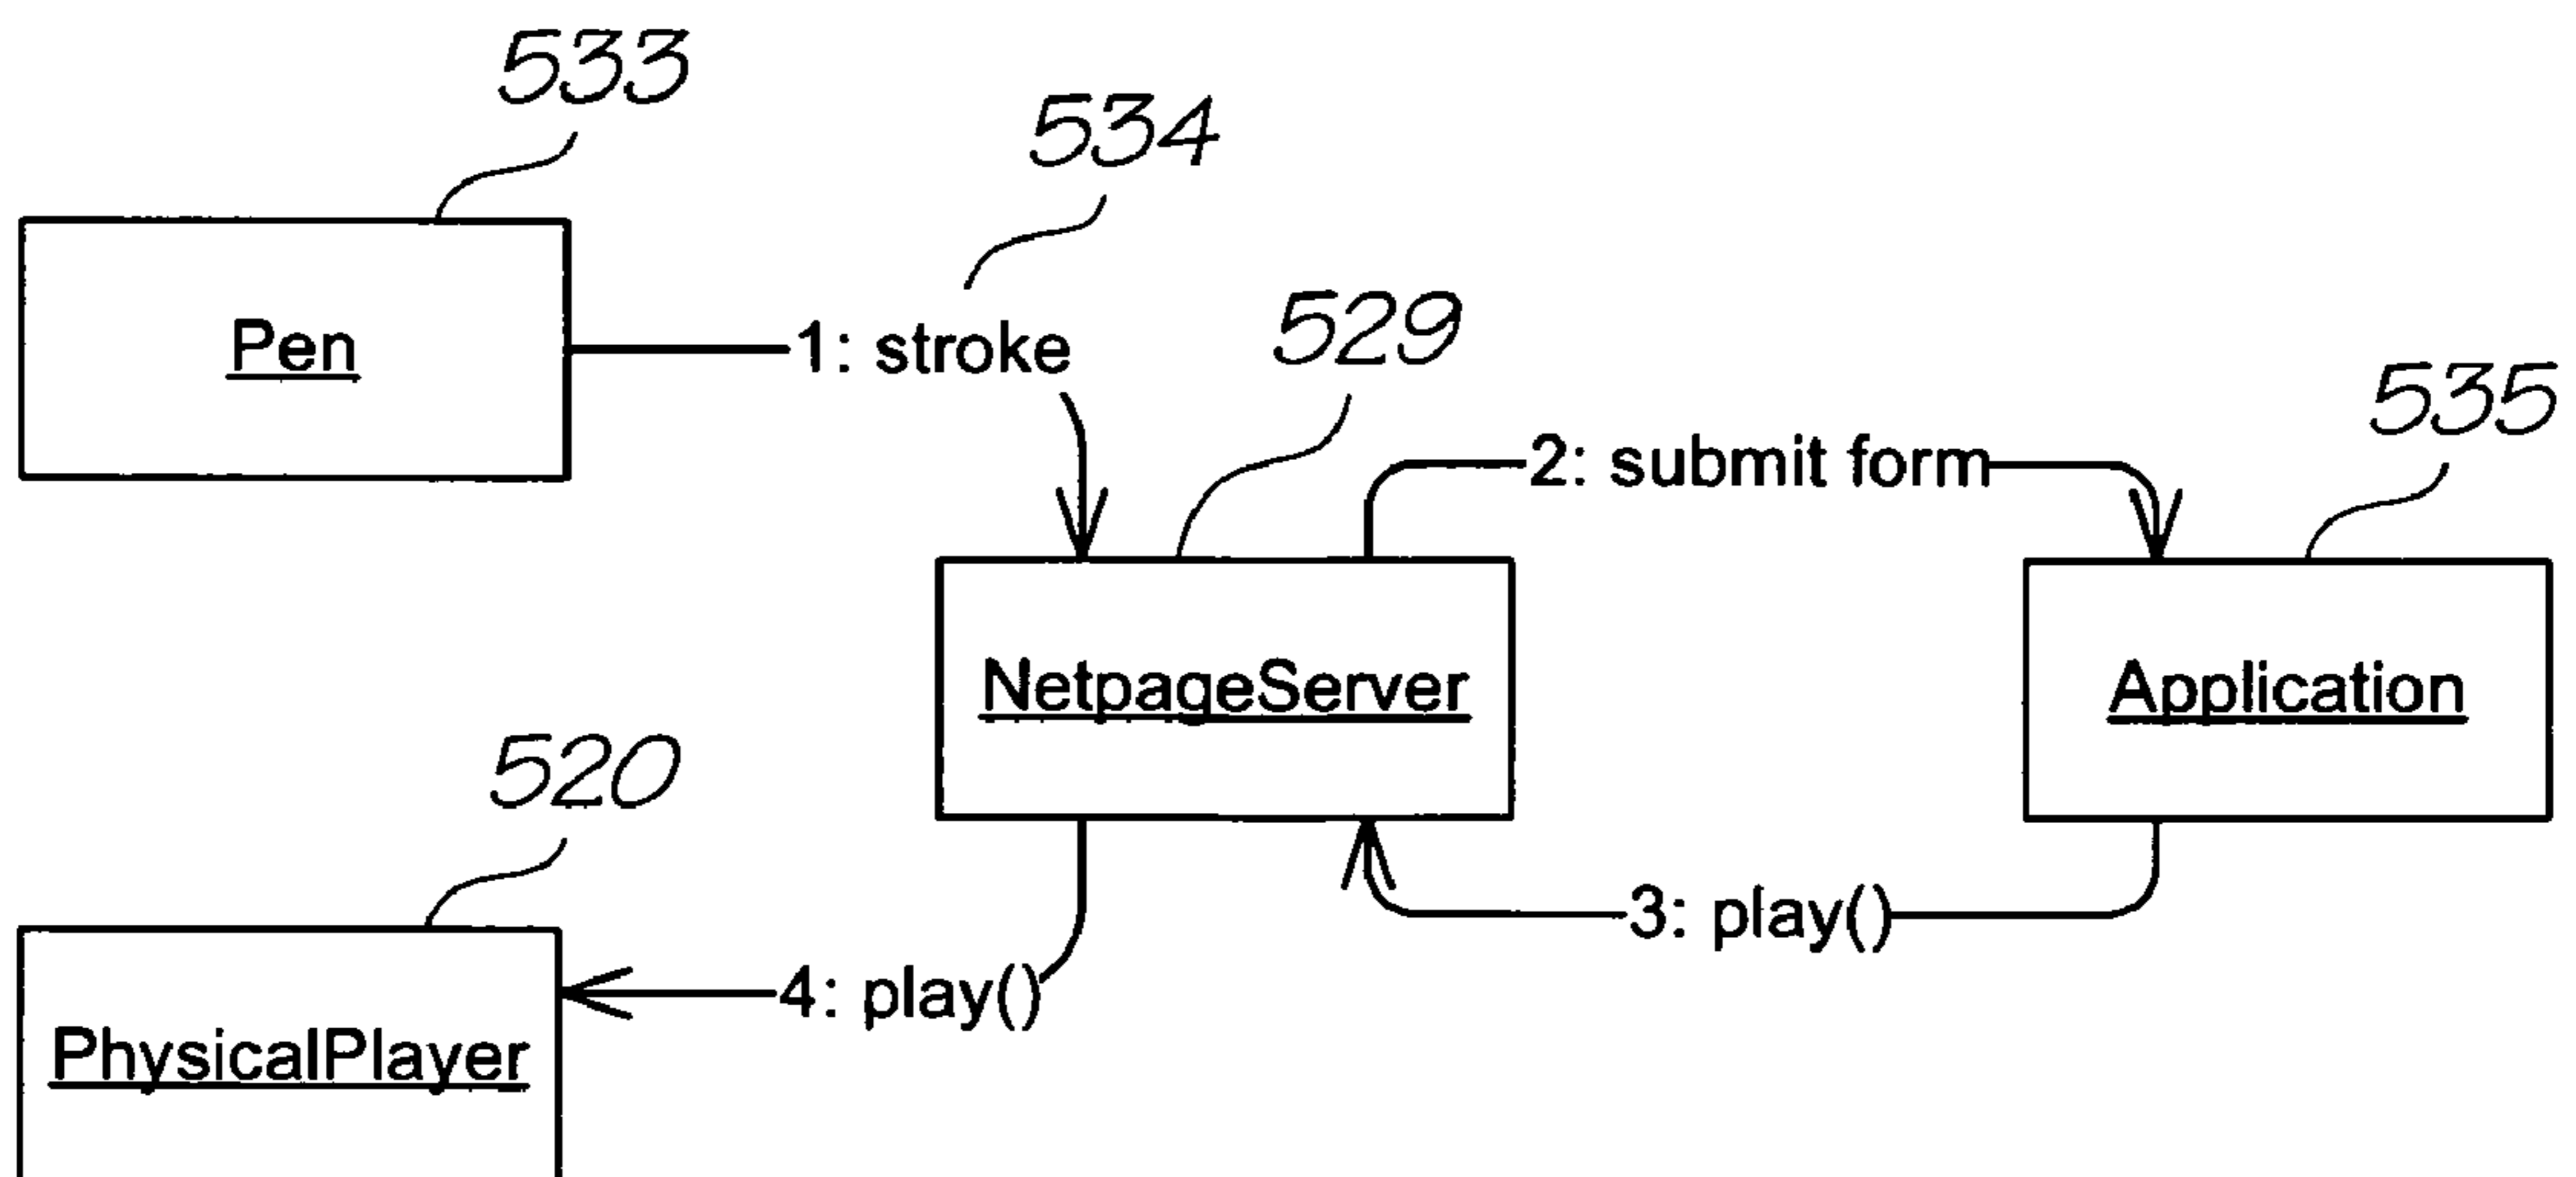 533
534
Pen
1: stroke
529
535
2: submit form
NetpageServer
Application
520
3: play()
4: play()
PhysicalPlayer